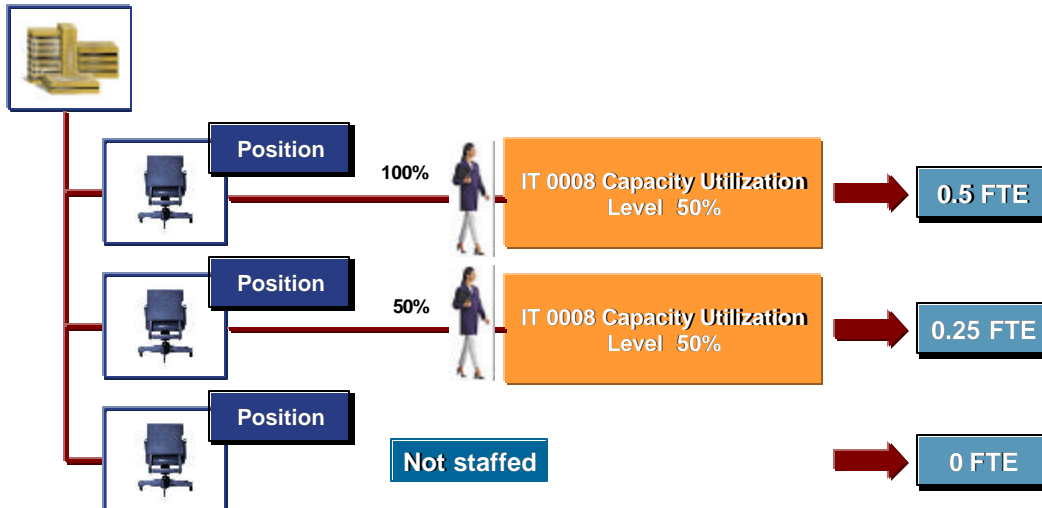 Position
100%
IT 0008 Capacity Utilization
Level 50%
0.5 FTE
Position
50%
IT 0008 Capacity Utilization
Level 50%
0.25 FTE
Position
Not staffed
0 FTE